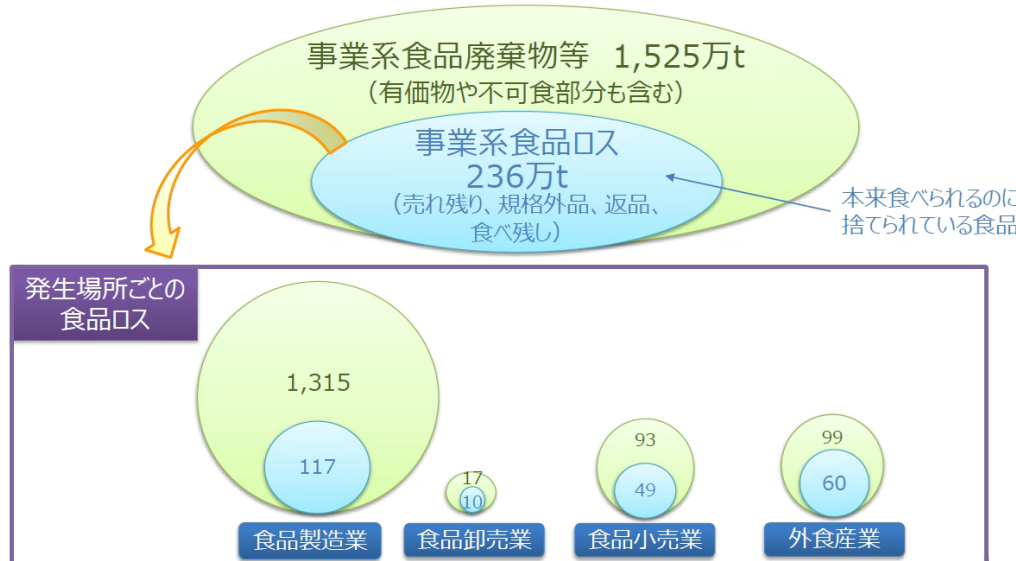 事業系食品廃棄物等 1,525万t
（有価物や不可食部分も含む）
事業系食品ロス
236万t
（売れ残り、規格外品、返品、
食べ残し）
本来食べられるのに
捨てられている食品
発生場所ごとの
食品ロス
1,315
117
食品製造業
17
10
食品卸売業
93
49
食品小売業
99
60
外食産業